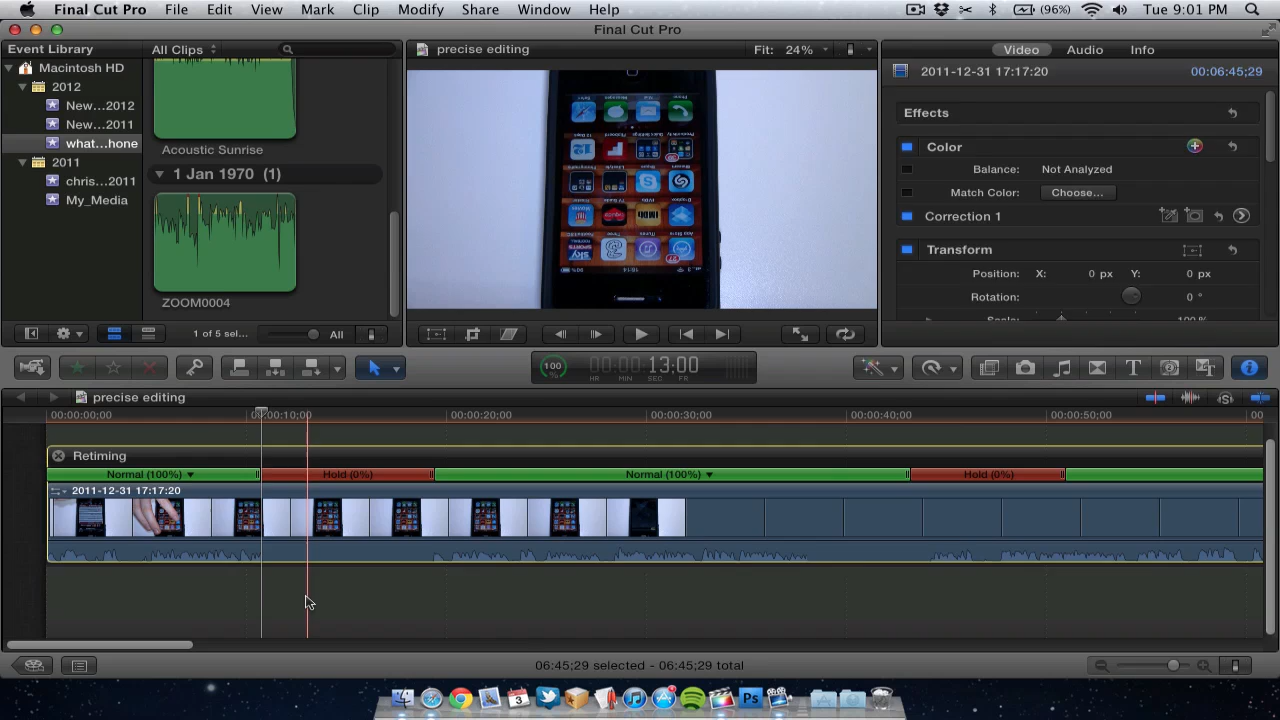 Final Cut Pro File Edit View Mark Clip Modify Share Window Help (96%) Tue 9:01 PM
Final Cut Pro
Event Library All Clips precise editing Fit: 24% Video Audio Info
Macintosh HD
2012
New...2012
New...2011
what...hone
2011
chris...2011
My_Media
Acoustic Sunrise
1 Jan 1970 (1)
ZOOM0004
1 of 5 sel... All
2011-12-31 17:17:20 00:06:45;29
Effects
Color
Balance: Not Analyzed
Match Color: Choose...
Correction 1
Transform
Position: X: 0 px Y: 0 px
Rotation: 0 °
Scale: 100 %
100 % 00:00:13:00
HR MIN SEC FR
precise editing
00:00:00;00 00:00:10;00 00:00:20;00 00:00:30;00 00:00:40;00 00:00:50;00 00
Retiming
Normal (100%) Hold (0%) Normal (100%) Hold (0%)
2011-12-31 17:17:20
06:45;29 selected - 06:45;29 total
3
Ps